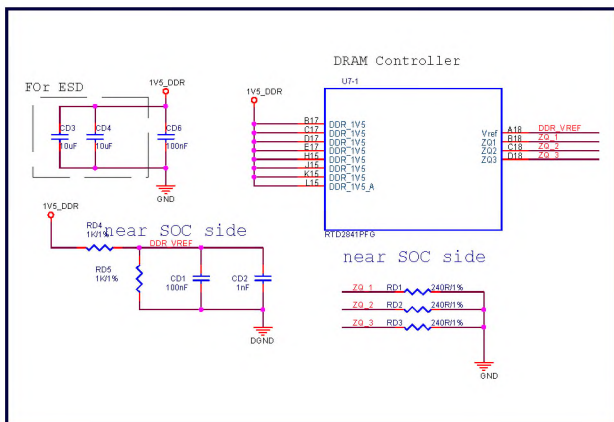 FOr ESD
1V5_DDR
CD3
10uF
CD4
10uF
CD6
100nF
GND
DRAM Controller
U7-1
1V5_DDR
B17 DDR_1V5
C17 DDR_1V5
D17 DDR_1V5
E17 DDR_1V5
H15 DDR_1V5
J15 DDR_1V5
K15 DDR_1V5
L15 DDR_1V5_A
Vref A18 DDR_VREF
ZQ1 B18 ZQ_1
ZQ2 C18 ZQ_2
ZQ3 D18 ZQ_3
RTD2841PFG
1V5_DDR
near SOC side
RD4
1K/1%
DDR_VREF
RD5
1K/1%
CD1
100nF
CD2
1nF
DGND
near SOC side
ZQ_1 RD1 240R/1%
ZQ_2 RD2 240R/1%
ZQ_3 RD3 240R/1%
GND